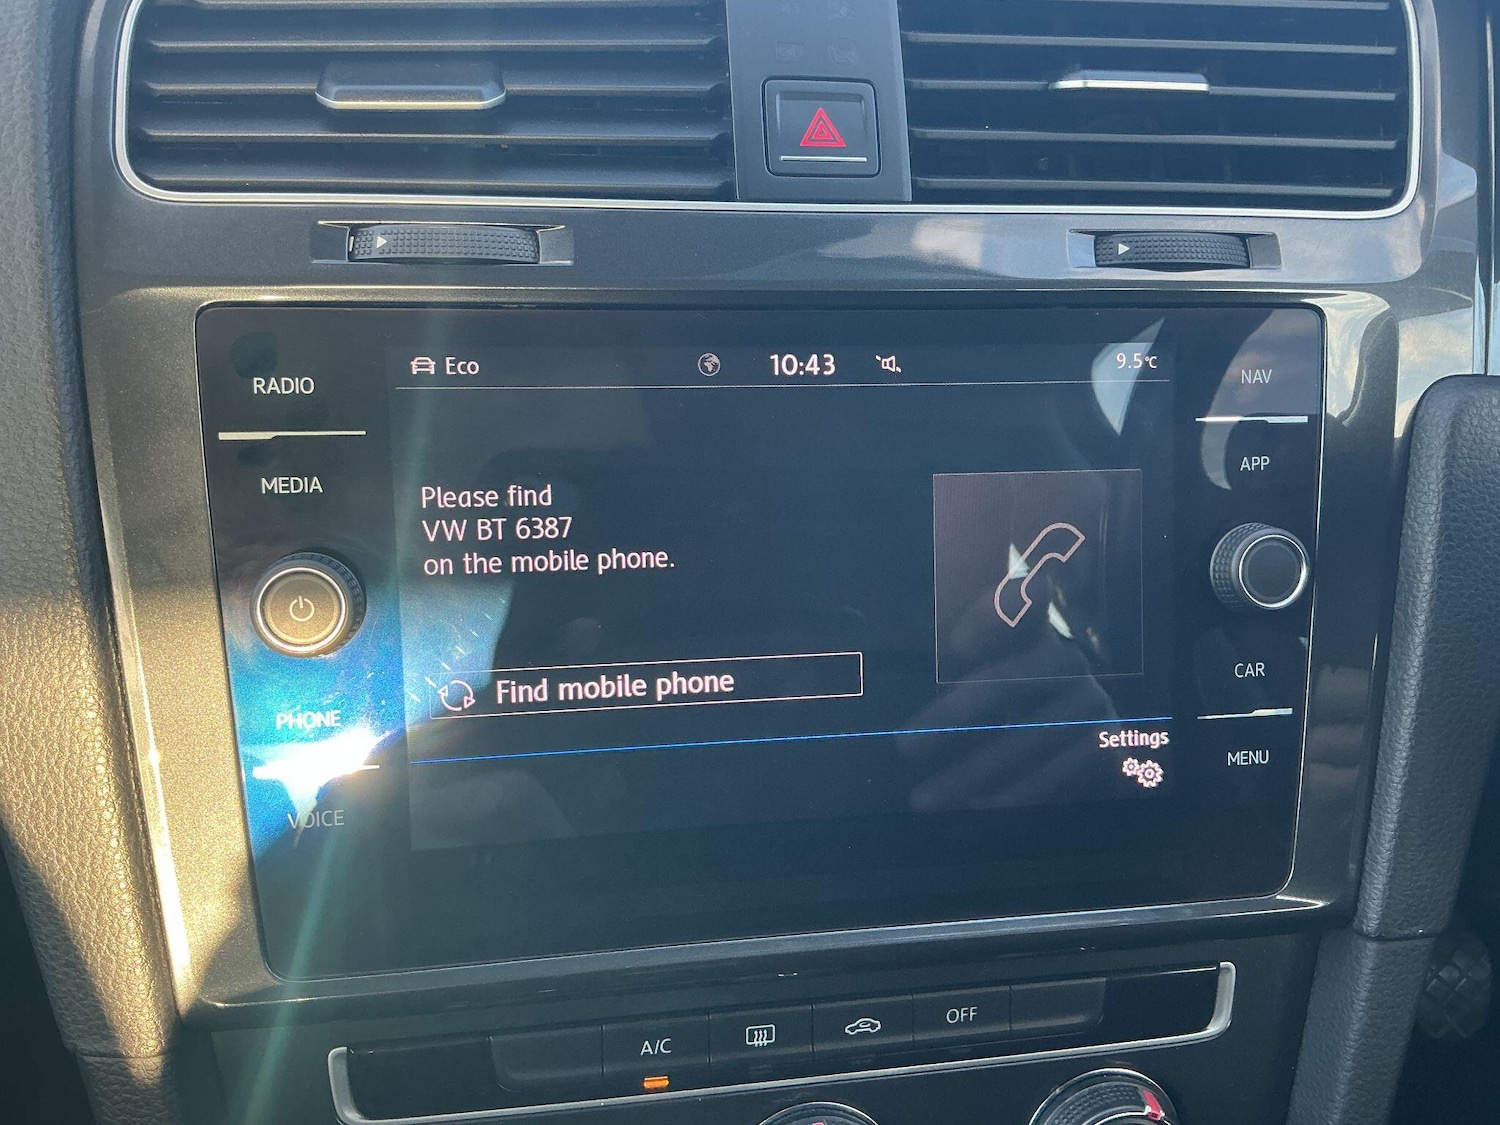 RADIO
MEDIA
PHONE
VOICE
Eco
10:43
9.5°C
Please find
VW BT 6387
on the mobile phone.
Find mobile phone
Settings
NAV
APP
CAR
MENU
A/C
OFF